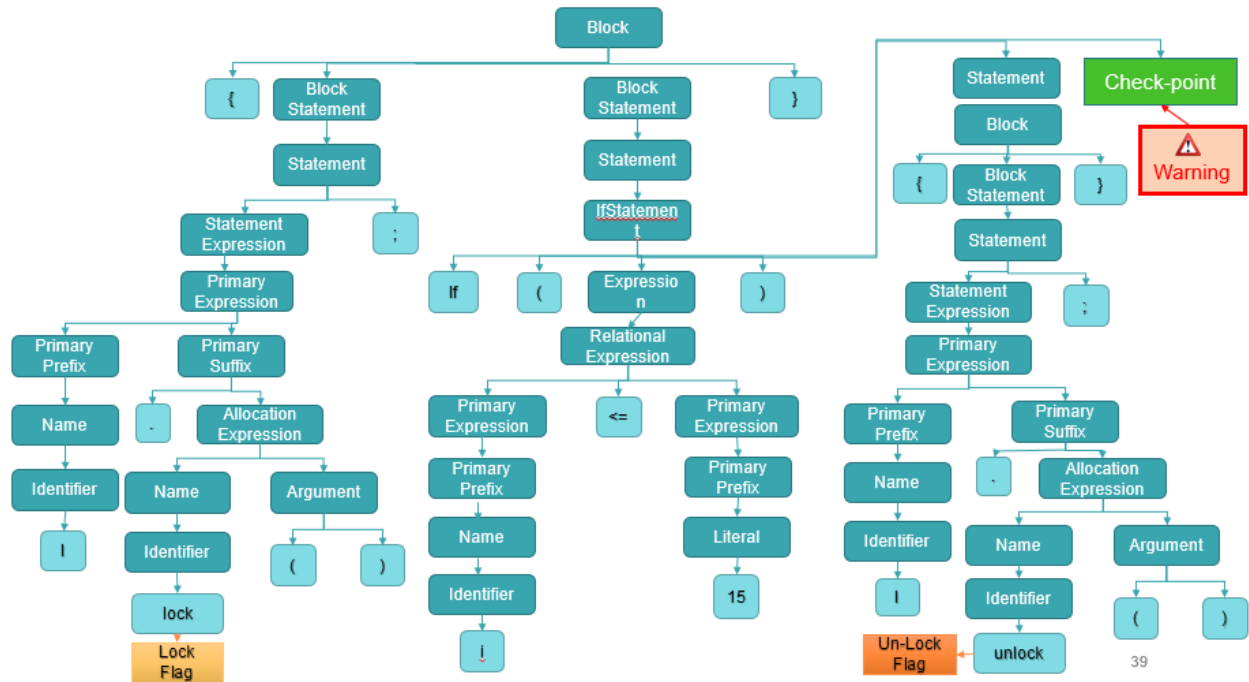 Block
{
Block
Statement
Block
Statement
}
Statement
Check-point
Statement
Statement
Block
Warning
{
Block
Statement
}
Statement
Expression
;
IfStatemen
t
Statement
Primary
Expression
If
(
Expressio
n
)
Statement
Expression
;
Primary
Prefix
Primary
Suffix
Relational
Expression
Primary
Expression
Name
.
Allocation
Expression
Primary
Expression
<=
Primary
Expression
Primary
Prefix
Primary
Suffix
Identifier
Name
Argument
Primary
Prefix
Primary
Prefix
Name
.
Allocation
Expression
l
Identifier
(
)
Name
Literal
Identifier
Name
Argument
lock
Identifier
15
l
Identifier
(
)
Lock
Flag
i
Un-Lock
Flag
unlock
39